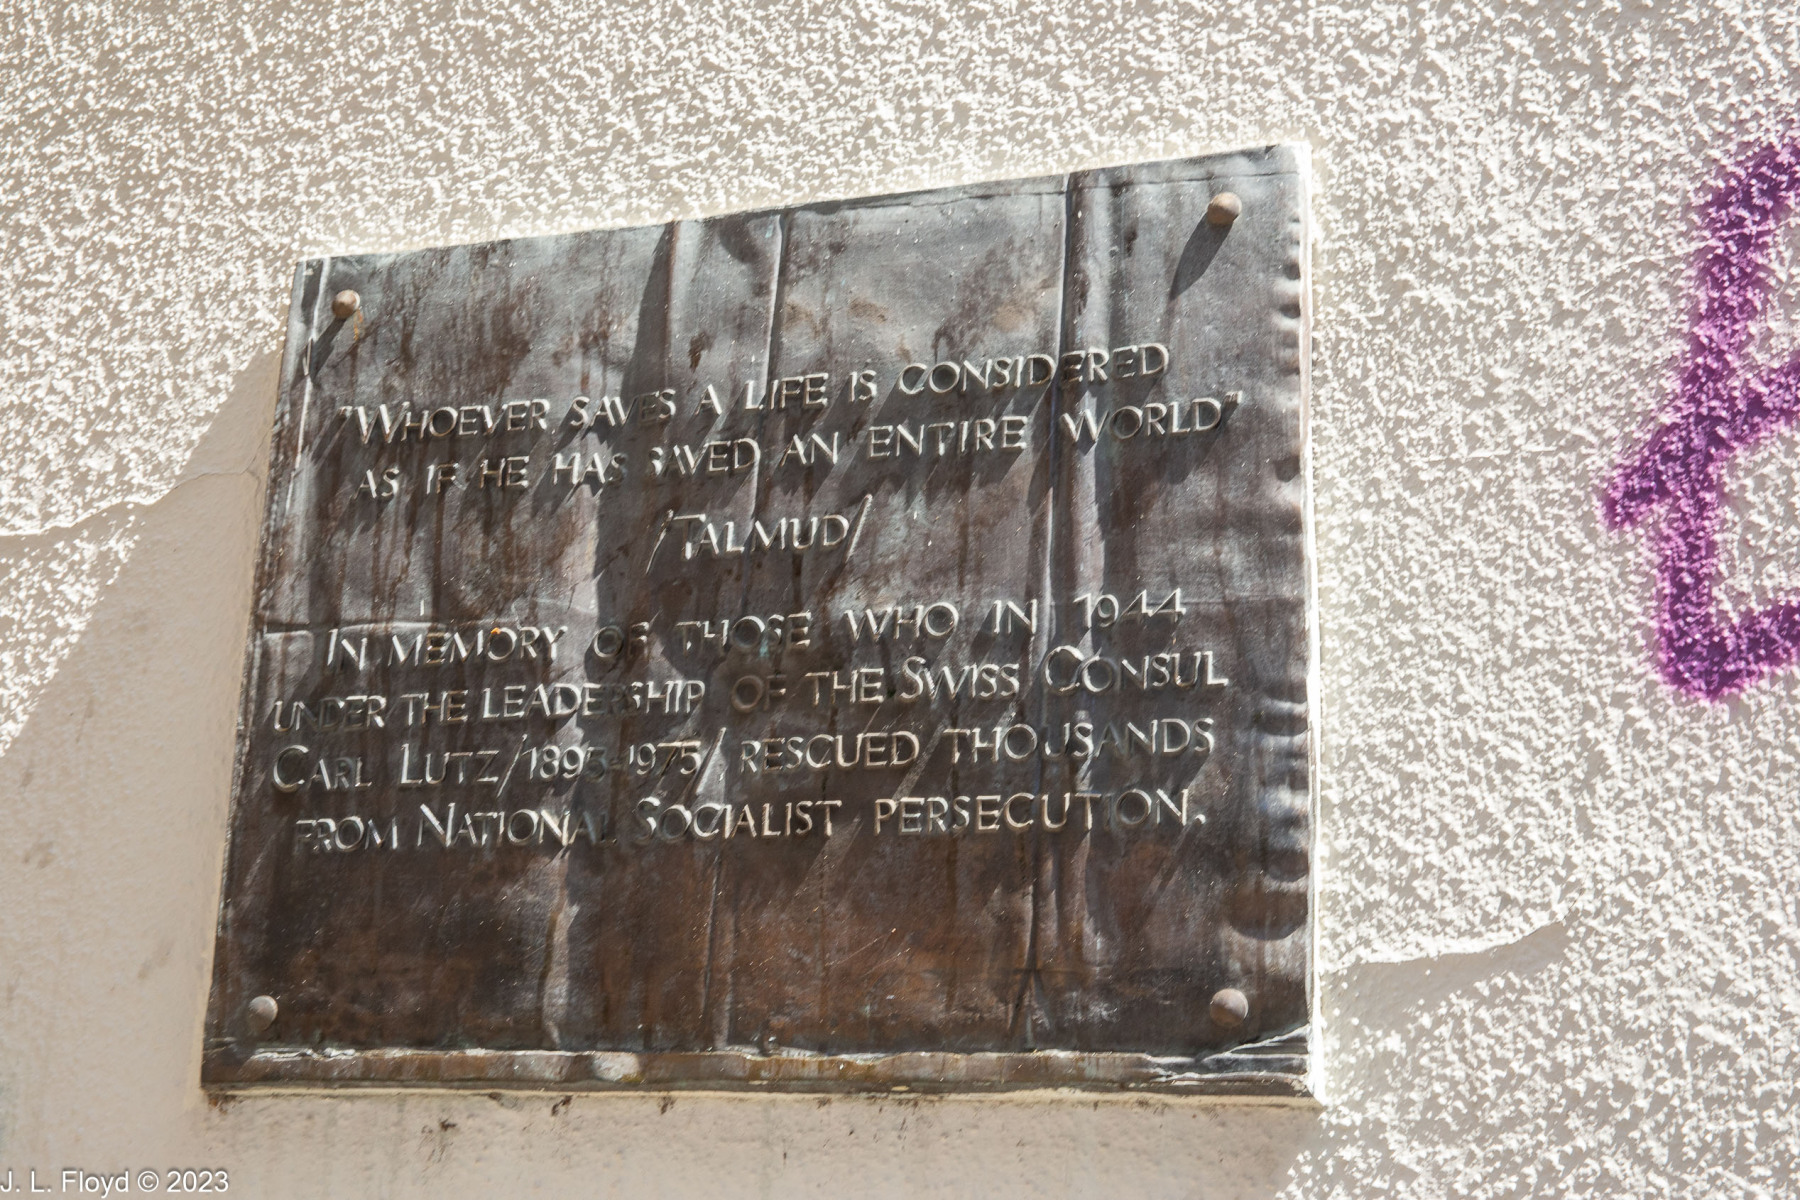 "WHOEVER SAVES A LIFE IS CONSIDERED
AS IF HE HAS SAVED AN ENTIRE WORLD"
/TALMUD/
IN MEMORY OF THOSE WHO IN 1944
UNDER THE LEADERSHIP OF THE SWISS CONSUL
CARL LUTZ/1895-1975/ RESCUED THOUSANDS
FROM NATIONAL SOCIALIST PERSECUTION.
J. L. Floyd © 2023